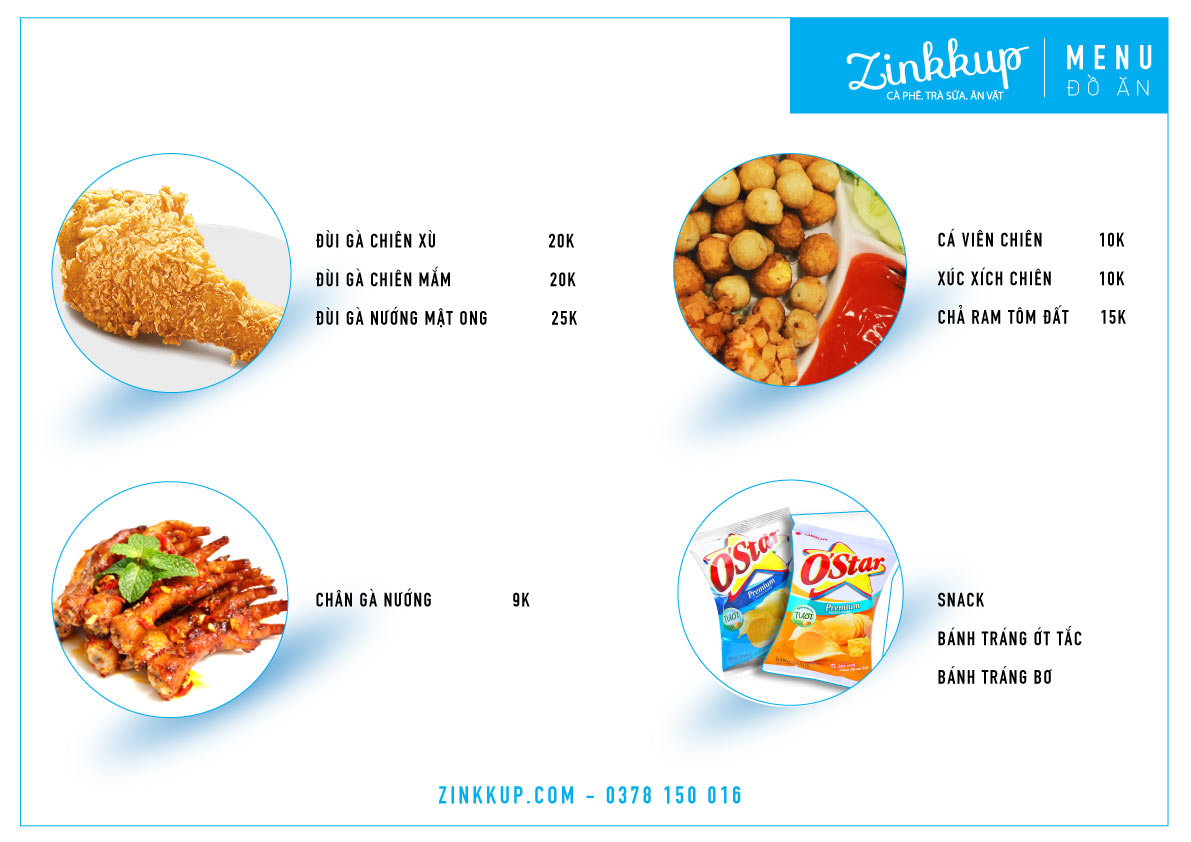 Zinkkup
CÀ PHÊ. TRÀ SỮA. ĂN VẶT
MENU
ĐỒ ĂN
ĐÙI GÀ CHIÊN XÙ 20K
ĐÙI GÀ CHIÊN MẮM 20K
ĐÙI GÀ NƯỚNG MẬT ONG 25K
CÁ VIÊN CHIÊN 10K
XÚC XÍCH CHIÊN 10K
CHẢ RAM TÔM ĐẤT 15K
CHÂN GÀ NƯỚNG 9K
O'Star
Premium
TƯƠI
O'Star
Premium
TƯƠI
SNACK
BÁNH TRÁNG ỚT TẮC
BÁNH TRÁNG BƠ
ZINKKUP.COM - 0378 150 016